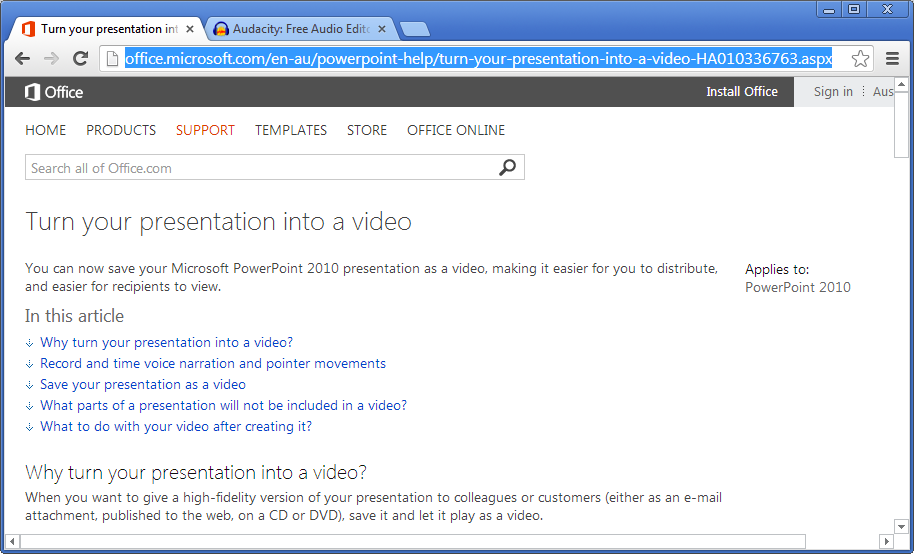 Turn your presentation int
Audacity: Free Audio Edito
office.microsoft.com/en-au/powerpoint-help/turn-your-presentation-into-a-video-HA010336763.aspx
Office
Install Office
Sign in
Aus
HOME PRODUCTS SUPPORT TEMPLATES STORE OFFICE ONLINE
Search all of Office.com
Turn your presentation into a video
You can now save your Microsoft PowerPoint 2010 presentation as a video, making it easier for you to distribute,
and easier for recipients to view.
Applies to:
PowerPoint 2010
In this article
Why turn your presentation into a video?
Record and time voice narration and pointer movements
Save your presentation as a video
What parts of a presentation will not be included in a video?
What to do with your video after creating it?
Why turn your presentation into a video?
When you want to give a high-fidelity version of your presentation to colleagues or customers (either as an e-mail
attachment, published to the web, on a CD or DVD), save it and let it play as a video.